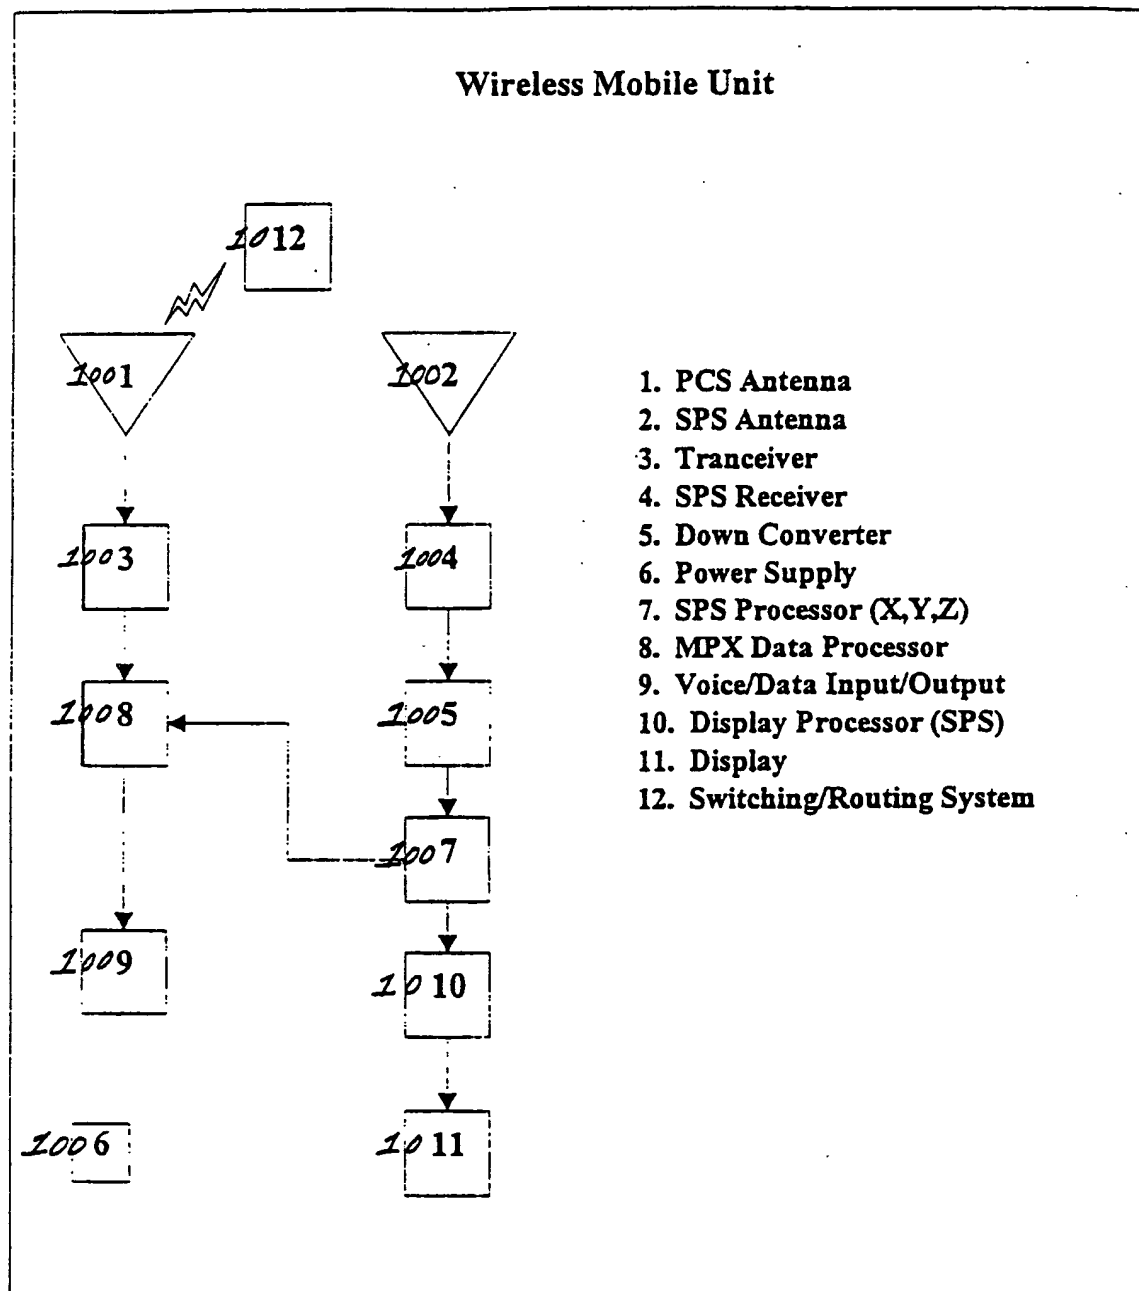 Wireless Mobile Unit
1012
1001
1002
1. PCS Antenna
2. SPS Antenna
3. Tranceiver
4. SPS Receiver
5. Down Converter
6. Power Supply
7. SPS Processor (X,Y,Z)
8. MPX Data Processor
9. Voice/Data Input/Output
10. Display Processor (SPS)
11. Display
12. Switching/Routing System
1003
1004
1008
1005
1007
1009
1010
1006
1011